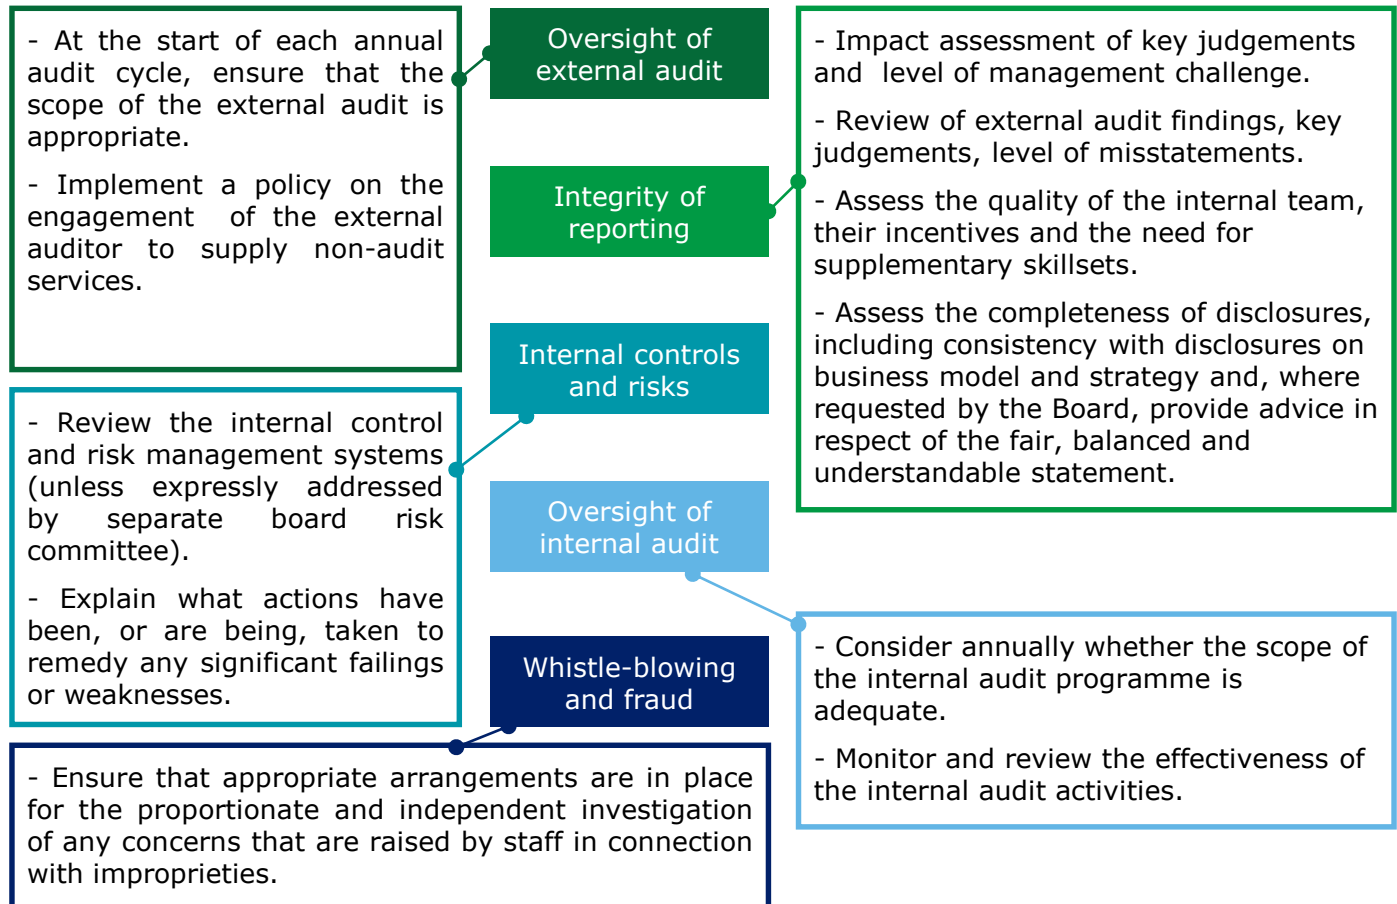 - At the start of each annual
audit cycle, ensure that the
scope of the external audit is
appropriate.
- Implement a policy on the
engagement of the external
auditor to supply non-audit
services.
Oversight of
external audit
- Impact assessment of key judgements
and level of management challenge.
- Review of external audit findings, key
judgements, level of misstatements.
- Assess the quality of the internal team,
their incentives and the need for
supplementary skillsets.
- Assess the completeness of disclosures,
including consistency with disclosures on
business model and strategy and, where
requested by the Board, provide advice in
respect of the fair, balanced and
understandable statement.
Integrity of
reporting
Internal controls
and risks
- Review the internal control
and risk management systems
(unless expressly addressed
by separate board risk
committee).
- Explain what actions have
been, or are being, taken to
remedy any significant failings
or weaknesses.
Oversight of
internal audit
- Consider annually whether the scope of
the internal audit programme is
adequate.
- Monitor and review the effectiveness of
the internal audit activities.
Whistle-blowing
and fraud
- Ensure that appropriate arrangements are in place
for the proportionate and independent investigation
of any concerns that are raised by staff in connection
with improprieties.